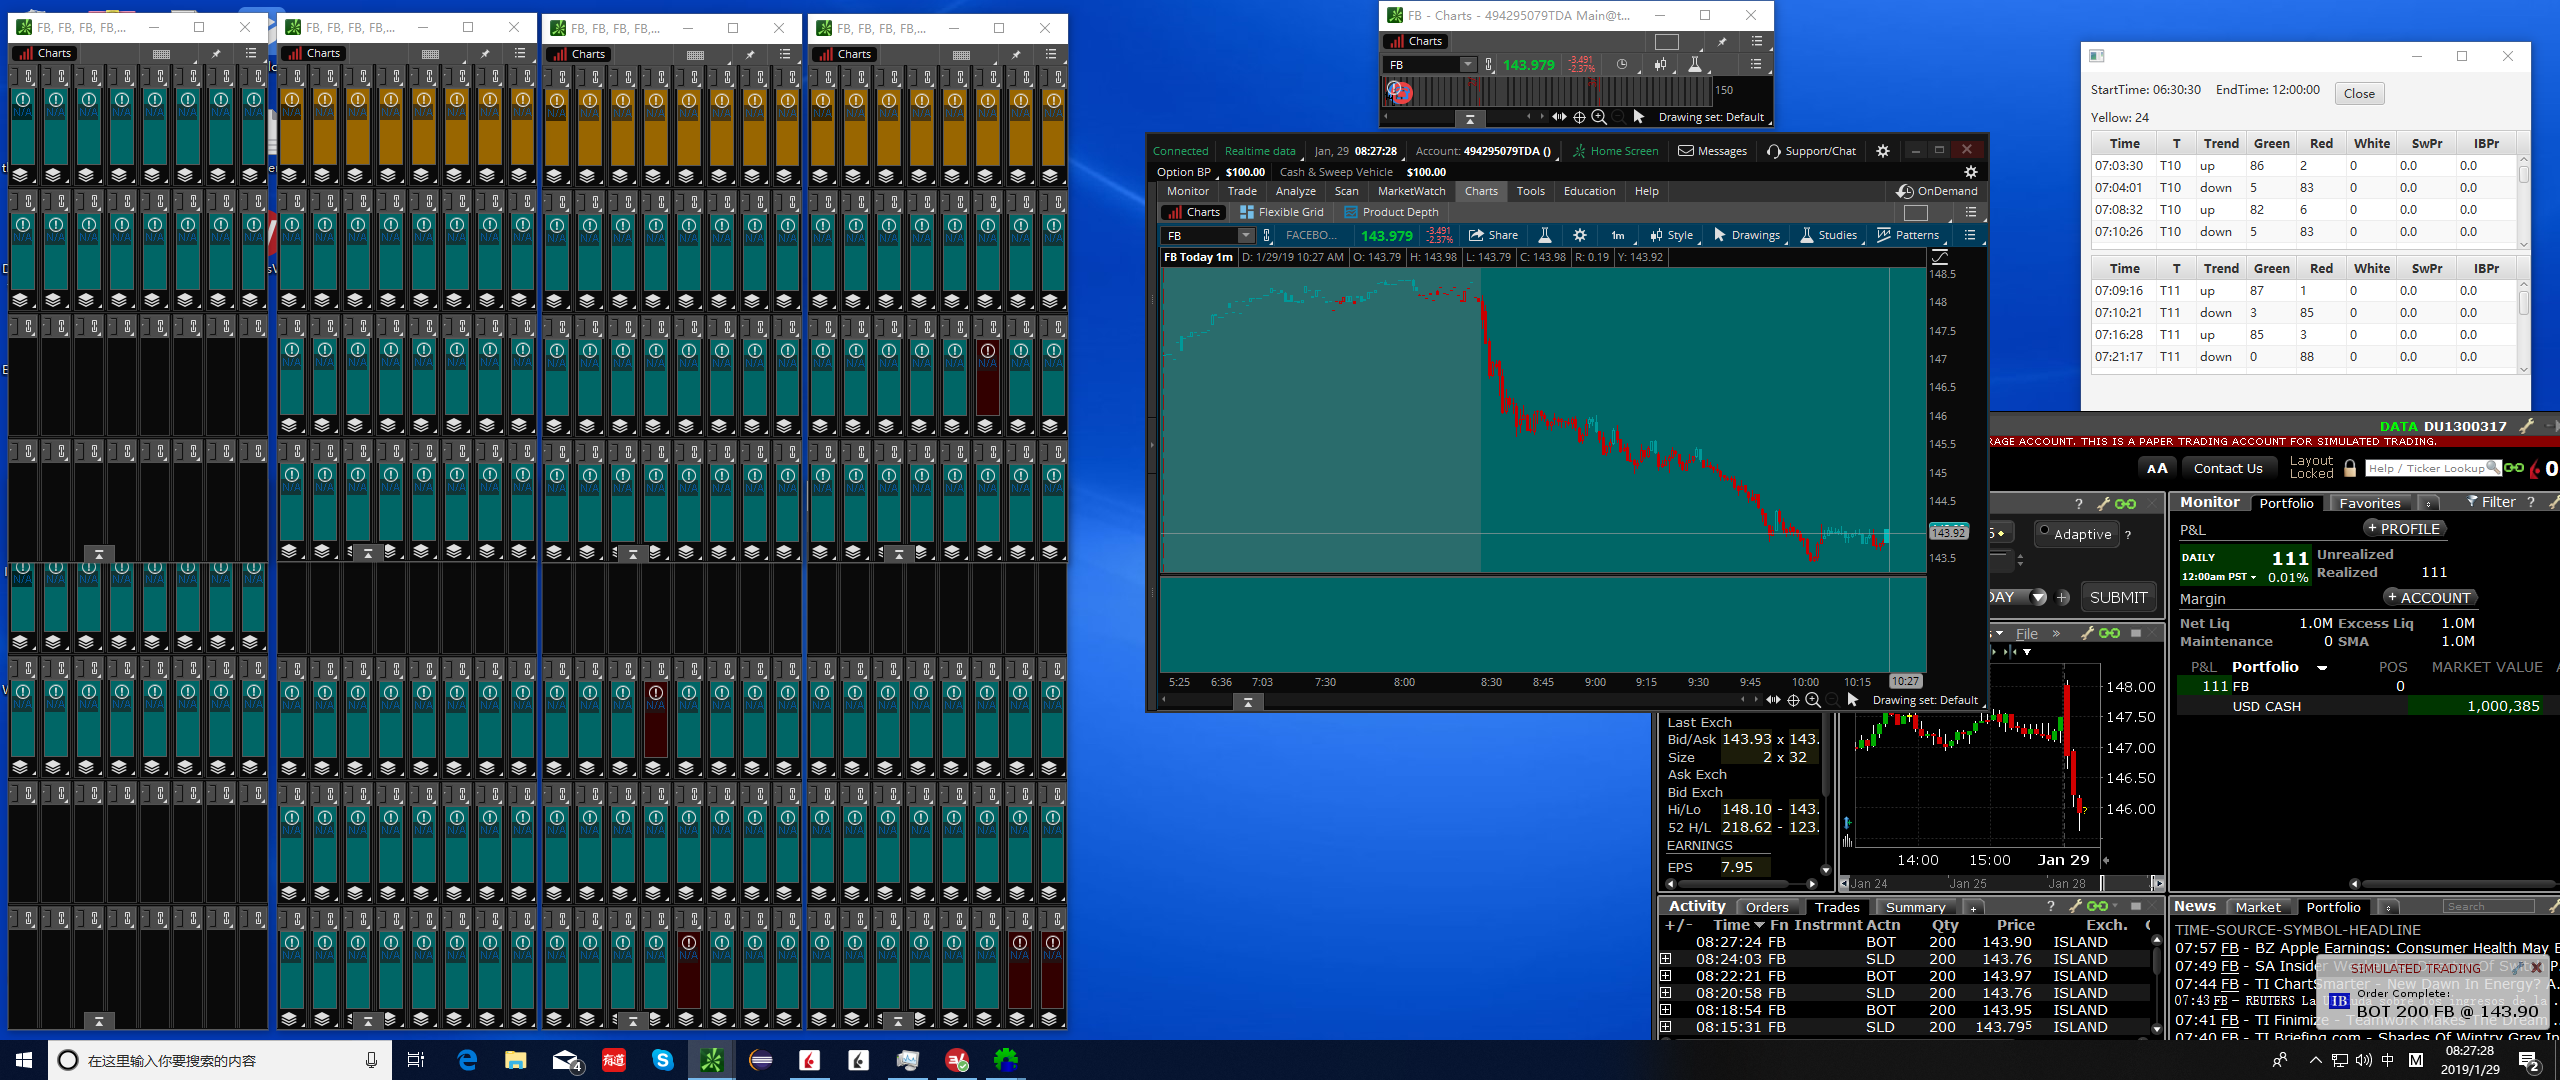 FB, FB, FB, FB,...
FB, FB, FB, FB,...
FB, FB, FB, FB,...
FB, FB, FB, FB,...
Charts
Charts
Charts
Charts
FB - Charts - 494295079TDA Main@t...
Charts
FB
143.979
-3.491
-2.37%
150
Drawing set: Default
Connected
Realtime data
Jan, 29 08:27:28
Account: 494295079TDA ()
Home Screen
Messages
Support/Chat
Option BP $100.00
Cash & Sweep Vehicle $100.00
Monitor Trade Analyze Scan MarketWatch Charts Tools Education Help
OnDemand
Charts Flexible Grid Product Depth
FB FACEBO... 143.979 -3.491 -2.37% Share 1m Style Drawings Studies Patterns
FB Today 1m D: 1/29/19 10:27 AM O: 143.79 H: 143.98 L: 143.79 C: 143.98 R: 0.19 Y: 143.92
148.5
148
147.5
147
146.5
146
145.5
145
144.5
143.92
143.5
5:25 6:36 7:03 7:30 8:00 8:30 8:45 9:00 9:15 9:30 9:45 10:00 10:15 10:27
Drawing set: Default
StartTime: 06:30:30 EndTime: 12:00:00 Close
Yellow: 24
Time T Trend Green Red White SwPr IBPr
07:03:30 T10 up 86 2 0 0.0 0.0
07:04:01 T10 down 5 83 0 0.0 0.0
07:08:32 T10 up 82 6 0 0.0 0.0
07:10:26 T10 down 5 83 0 0.0 0.0
Time T Trend Green Red White SwPr IBPr
07:09:16 T11 up 87 1 0 0.0 0.0
07:10:21 T11 down 3 85 0 0.0 0.0
07:16:28 T11 up 85 3 0 0.0 0.0
07:21:17 T11 down 0 88 0 0.0 0.0
DATA DU1300317
RAGE ACCOUNT. THIS IS A PAPER TRADING ACCOUNT FOR SIMULATED TRADING.
AA Contact Us Layout Locked Help / Ticker Lookup
Adaptive ?
DAY SUBMIT
File
Monitor Portfolio Favorites Filter ?
P&L + PROFILE
DAILY 111 Unrealized
12:00am PST 0.01% Realized 111
Margin + ACCOUNT
Net Liq 1.0M Excess Liq 1.0M
Maintenance 0 SMA 1.0M
P&L Portfolio POS MARKET VALUE
111 FB 0
USD CASH 1,000,385
Last Exch
Bid/Ask 143.93 x 143.
Size 2 x 32
Ask Exch
Bid Exch
Hi/Lo 148.10 - 143.
52 H/L 218.62 - 123.
EARNINGS
EPS 7.95
148.00
147.50
147.00
146.50
146.00
14:00 15:00 Jan 29
Jan 24 Jan 25 Jan 28
Activity Orders Trades Summary +
+/- Time Fn Instrmnt Actn Qty Price Exch.
08:27:24 FB BOT 200 143.90 ISLAND
08:24:03 FB SLD 200 143.76 ISLAND
08:22:21 FB BOT 200 143.97 ISLAND
08:20:58 FB SLD 200 143.76 ISLAND
08:18:54 FB BOT 200 143.95 ISLAND
08:15:31 FB SLD 200 143.795 ISLAND
News Market Portfolio Search
TIME-SOURCE-SYMBOL-HEADLINE
07:57 FB - BZ Apple Earnings: Consumer Health May
07:49 FB - SA Insider
07:44 FB - TI ChartSmarter - New Dawn In Energy? A...
07:43 FB - REUTERS
07:41 FB - TI Finimize - Teamwork Makes The Dream
07:40 FB - TI Briefing.com - Shades Of Wintry Grey In
SIMULATED TRADING
IB Order Complete:
BOT 200 FB @ 143.90
在这里输入你要搜索的内容
4
有道
中 M
08:27:28
2019/1/29
2